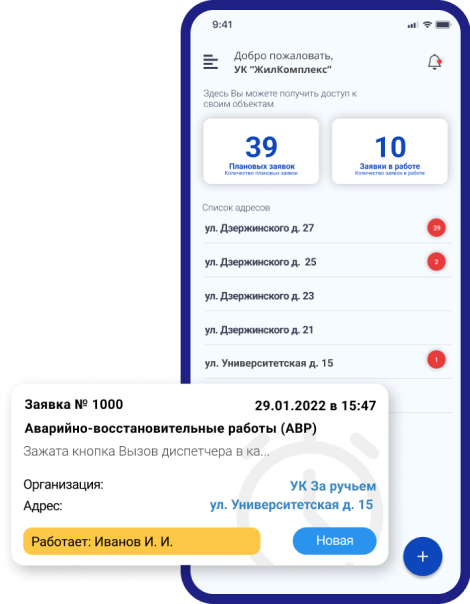 9:41
Добро пожаловать,
УК "ЖилКомплекс"
Здесь Вы можете получить доступ к
своим объектам.
39
Плановых заявок
Количество плановых заявок
10
Заявки в работе
Количество заявок в работе
Список адресов
ул. Дзержинского д. 27
39
ул. Дзержинского д. 25
2
ул. Дзержинского д. 23
ул. Дзержинского д. 21
ул. Университетская д. 15
1
Заявка № 1000
29.01.2022 в 15:47
Аварийно-восстановительные работы (АВР)
Зажата кнопка Вызов диспетчера в ка...
Организация:
УК За ручьем
Адрес:
ул. Университетская д. 15
Работает: Иванов И. И.
Новая
+